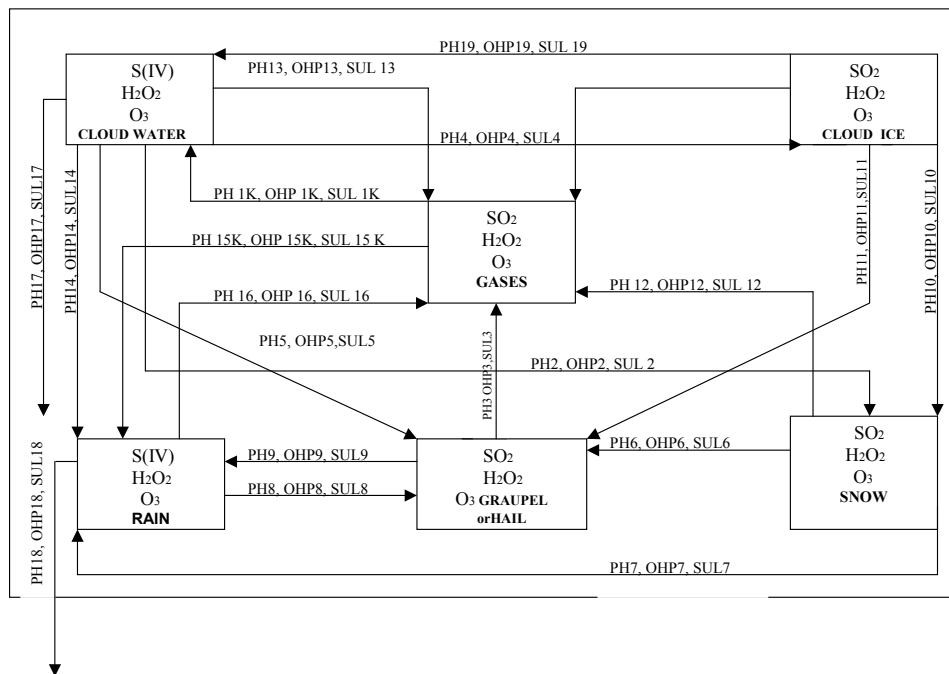 PH19, OHP19, SUL 19
PH13, OHP13, SUL 13
S(IV)
H2O2
O3
CLOUD WATER
SO2
H2O2
O3
CLOUD ICE
PH4, OHP4, SUL4
PH17, OHP17, SUL17
PH14, OHP14, SUL14
PH 1K, OHP 1K, SUL 1K
PH11, OHP11,SUL11
PH10, OHP10, SUL10
SO2
H2O2
O3
GASES
PH 15K, OHP 15K, SUL 15 K
PH 16, OHP 16, SUL 16
PH 12, OHP12, SUL 12
PH5, OHP5,SUL5
PH3 OHP3,SUL3
PH2, OHP2, SUL 2
S(IV)
H2O2
O3
RAIN
PH9, OHP9, SUL9
PH8, OHP8, SUL8
SO2
H2O2
O3 GRAUPEL
orHAIL
PH6, OHP6, SUL6
SO2
H2O2
O3
SNOW
PH18, OHP18, SUL18
PH7, OHP7, SUL7